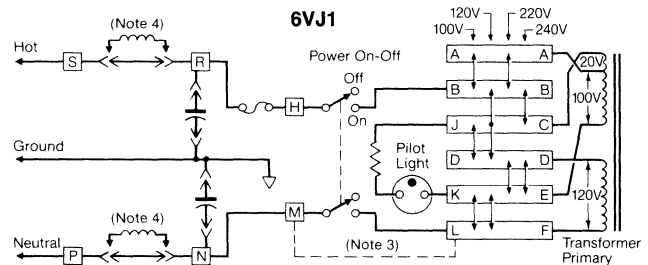 6VJ1
(Note 4)
Hot
S
R
Power On-Off
Off
H
On
120V 220V
100V 240V
A A
B B
J C
D D
K E
L F
20V
100V
120V
Ground
Pilot
Light
M
(Note 3)
(Note 4)
Neutral
P
N
Transformer
Primary